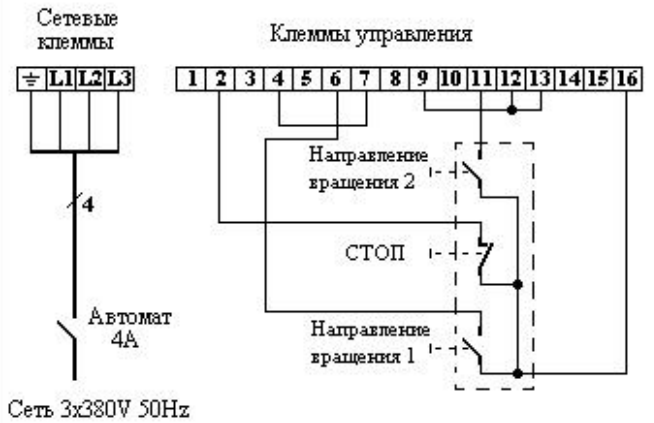 Сетевые
клеммы
Клеммы управления
L1 L2 L3
1 2 3 4 5 6 7 8 9 10 11 12 13 14 15 16
Направление
вращения 2
4
СТОП
Автомат
4А
Направление
вращения 1
Сеть 3x380V 50Hz